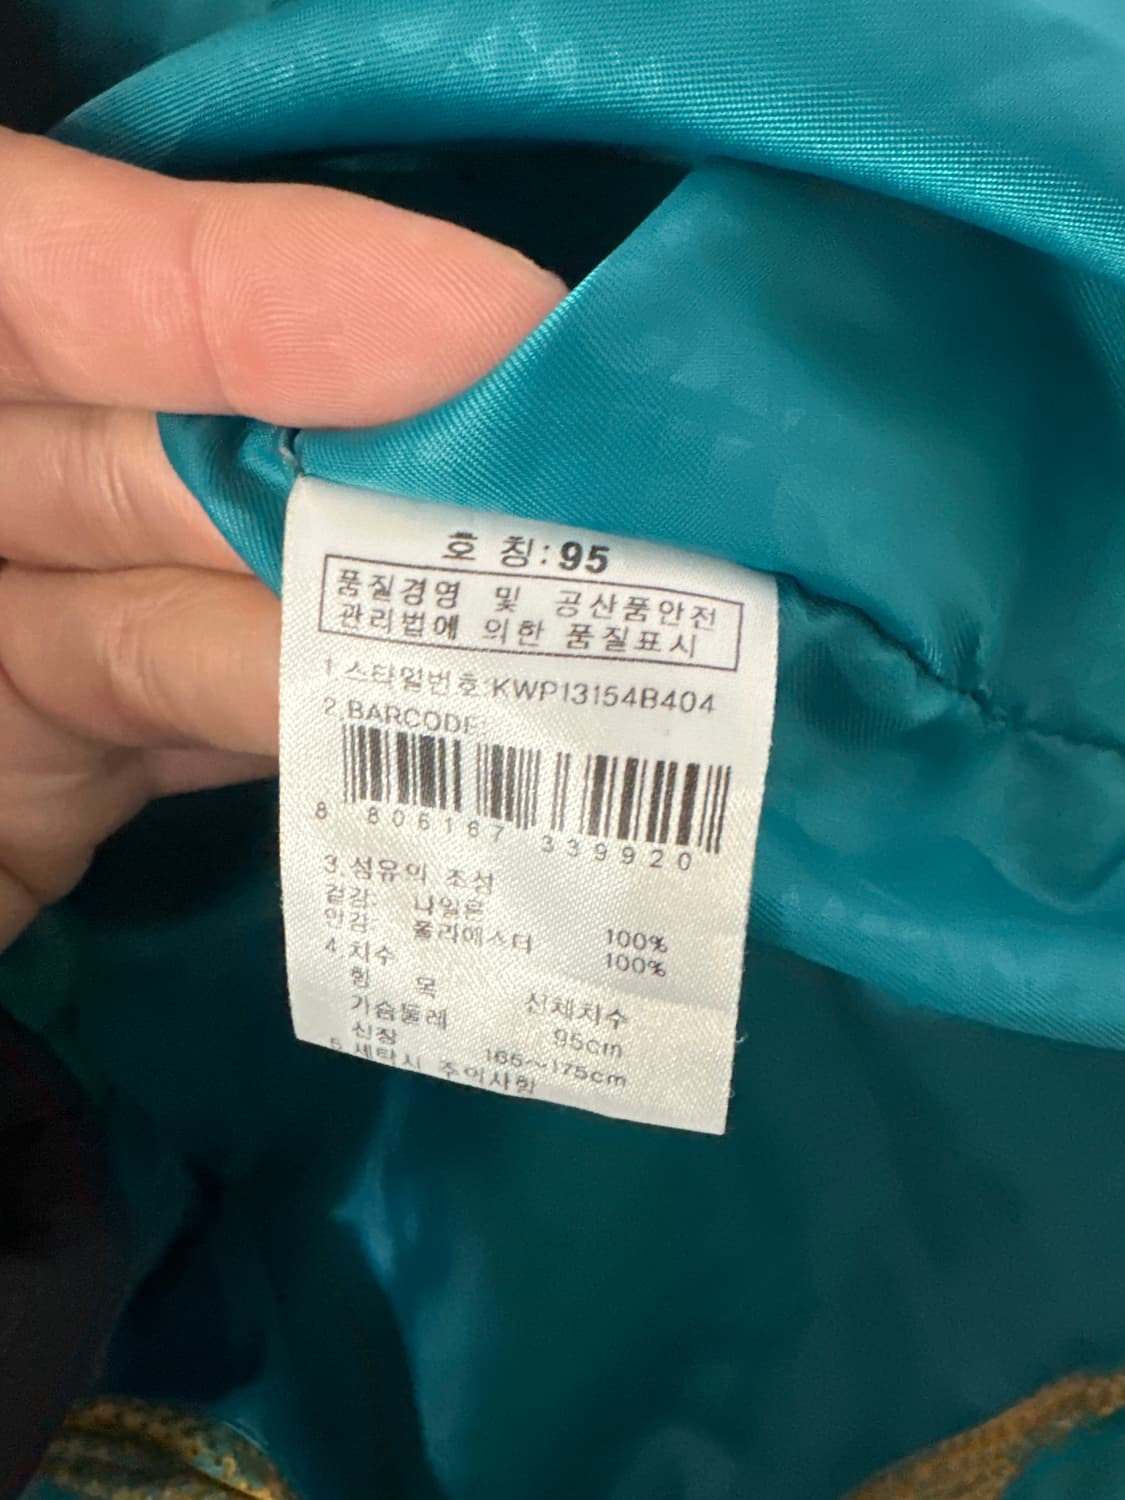 호 칭: 95
품질경영 및 공산품안전
관리법에 의한 품질표시
1.스타일번호:KWP13154B404
2.BARCODE:
8 806167 339920
3.섬유의 조성
겉감: 나일론 100%
안감: 폴리에스터 100%
4.치수
항 목 신체치수
가슴둘레 95cm
신장 165~175cm
5.세탁시 주의사항